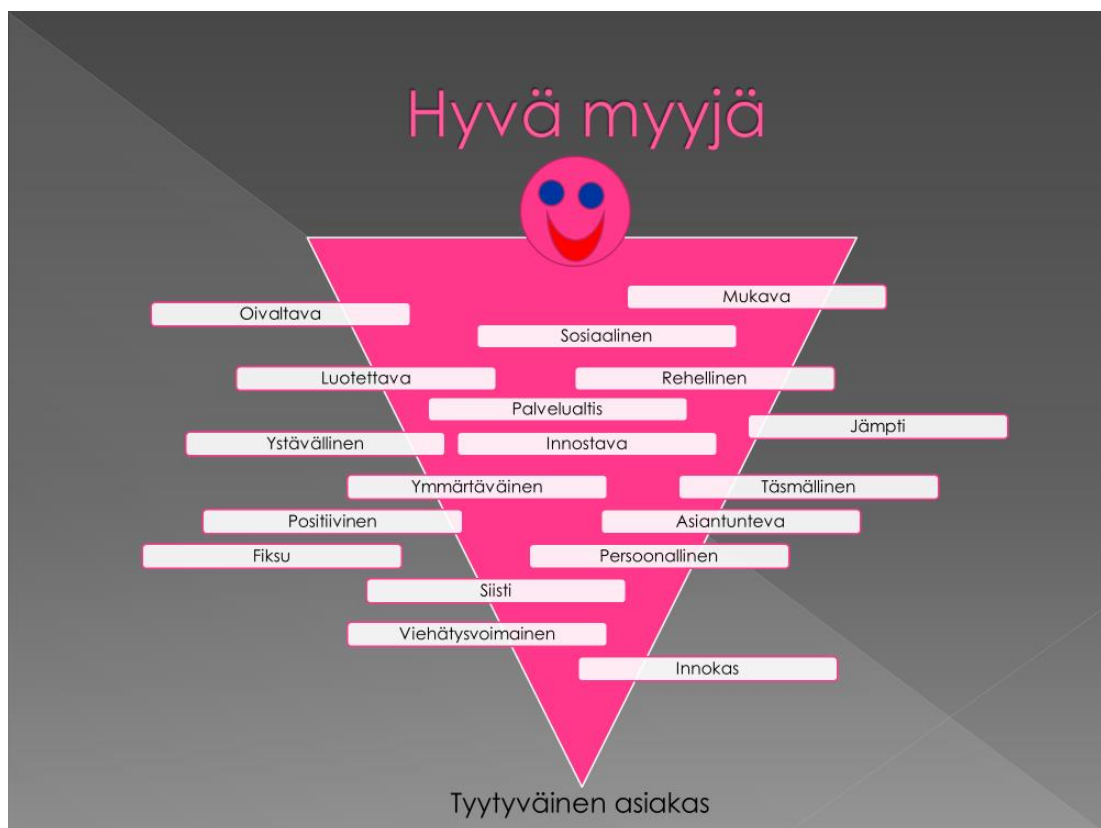 Hyvä myyjä
Mukava
Oivaltava
Sosiaalinen
Luotettava
Rehellinen
Palvelualtis
Jämpti
Ystävällinen
Innostava
Ymmärtäväinen
Täsmällinen
Positiivinen
Asiantunteva
Fiksu
Persoonallinen
Siisti
Viehätysvoimainen
Innokas
Tyytyväinen asiakas